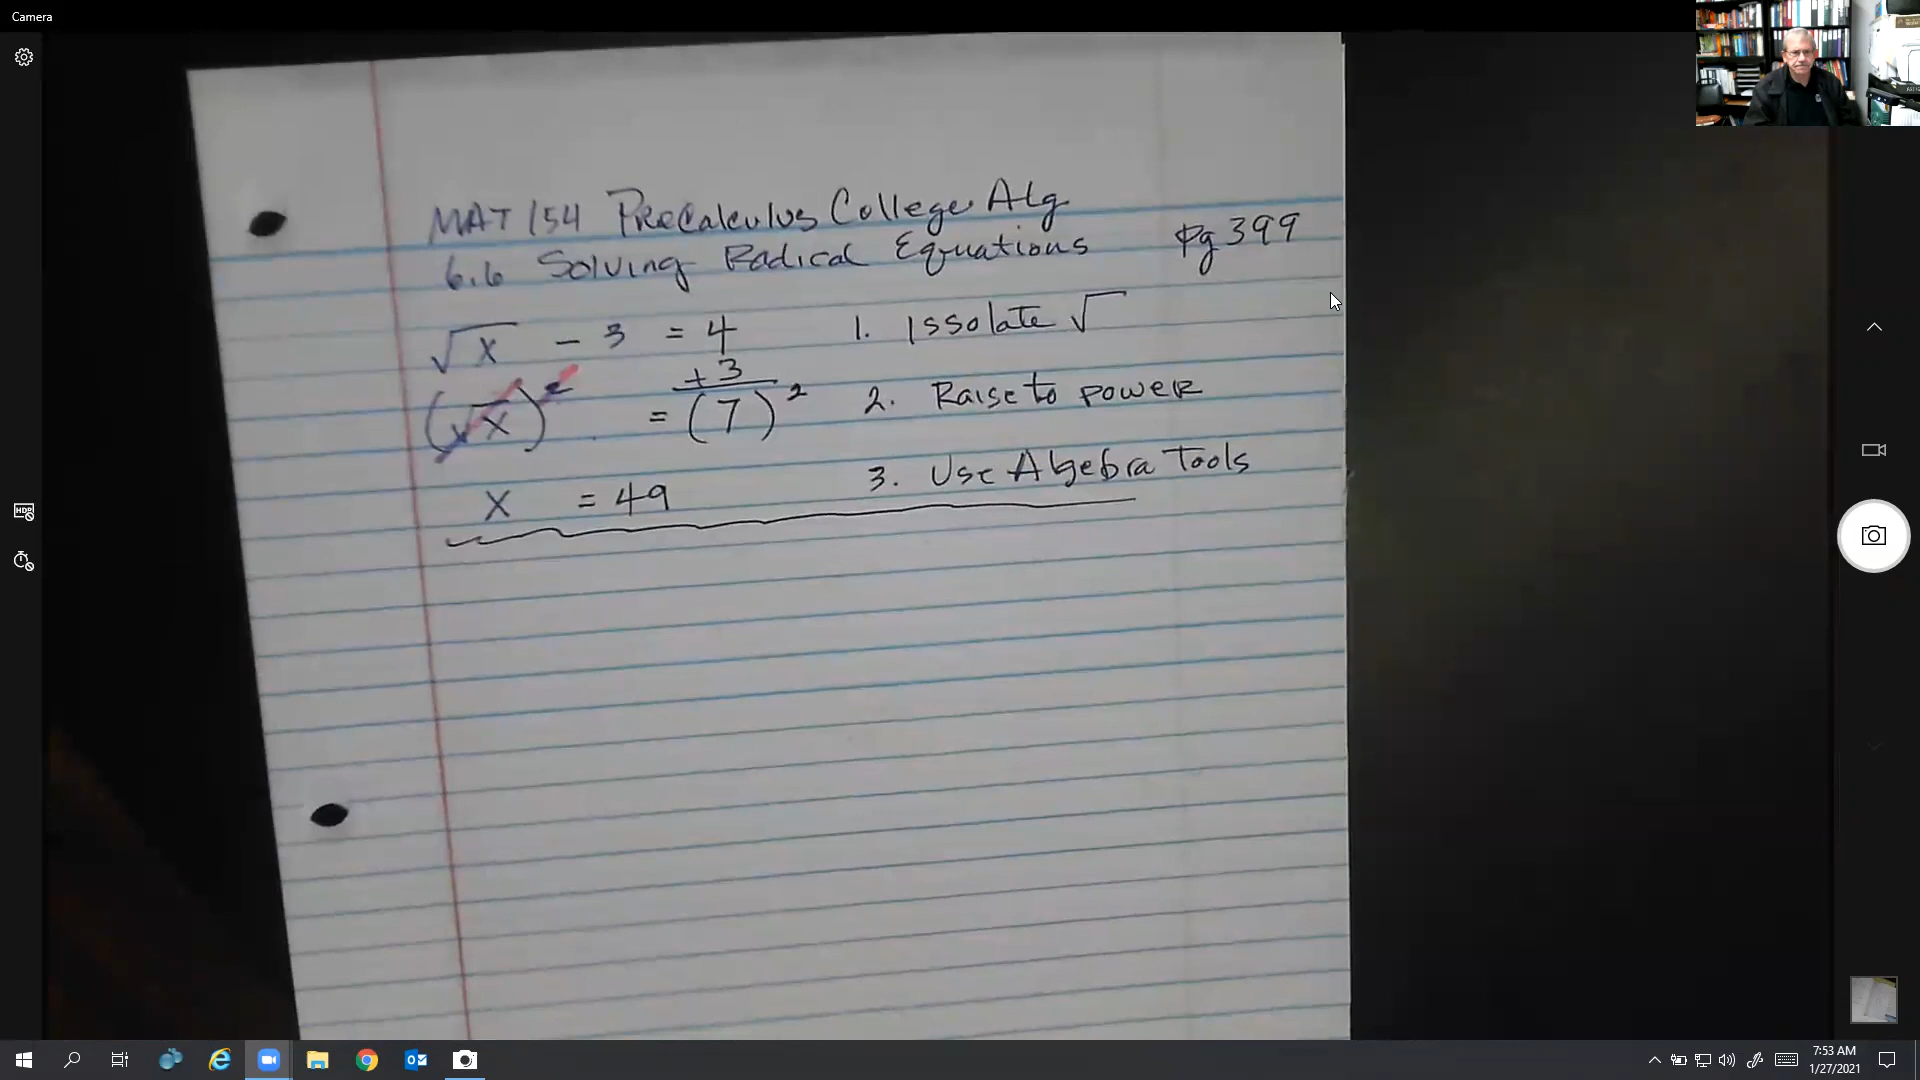 Camera
MAT 154 PreCalculus College Alg
6.6 Solving Radical Equations pg 399
√x - 3 = 4 1. Issolate √
+3
(√x)² = (7)² 2. Raise to power
x = 49 3. Use Algebra Tools
7:53 AM
1/27/2021